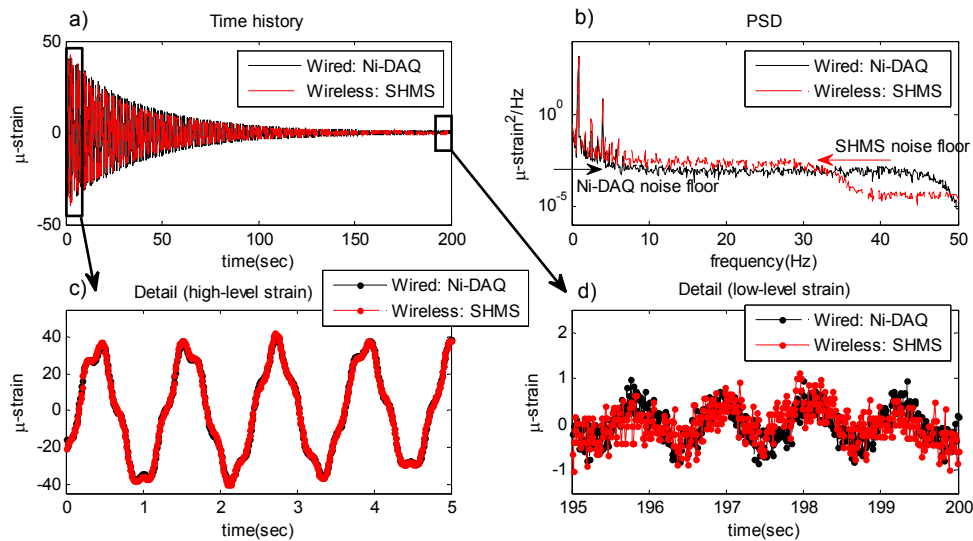 a)
Time history
50
0
-50
μ-strain
Wired: Ni-DAQ
Wireless: SHMS
0
50
100
150
200
time(sec)
b)
PSD
10^0
10^-5
μ-strain²/Hz
Wired: Ni-DAQ
Wireless: SHMS
SHMS noise floor
Ni-DAQ noise floor
0
10
20
30
40
50
frequency(Hz)
c)
Detail (high-level strain)
40
20
0
-20
-40
μ-strain
Wired: Ni-DAQ
Wireless: SHMS
0
1
2
3
4
5
time(sec)
d)
Detail (low-level strain)
2
1
0
-1
μ-strain
Wired: Ni-DAQ
Wireless: SHMS
195
196
197
198
199
200
time(sec)